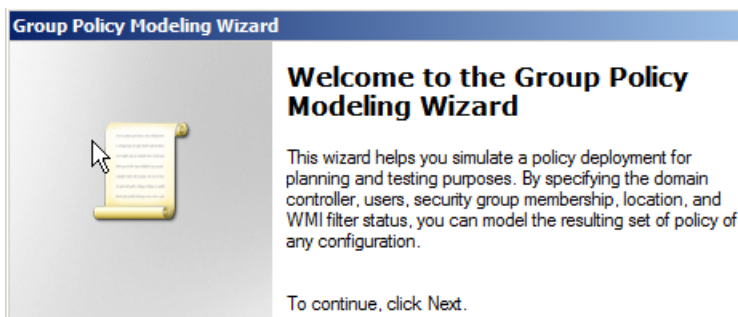 Group Policy Modeling Wizard
Welcome to the Group Policy
Modeling Wizard
This wizard helps you simulate a policy deployment for
planning and testing purposes. By specifying the domain
controller, users, security group membership, location, and
WMI filter status, you can model the resulting set of policy of
any configuration.
To continue, click Next.